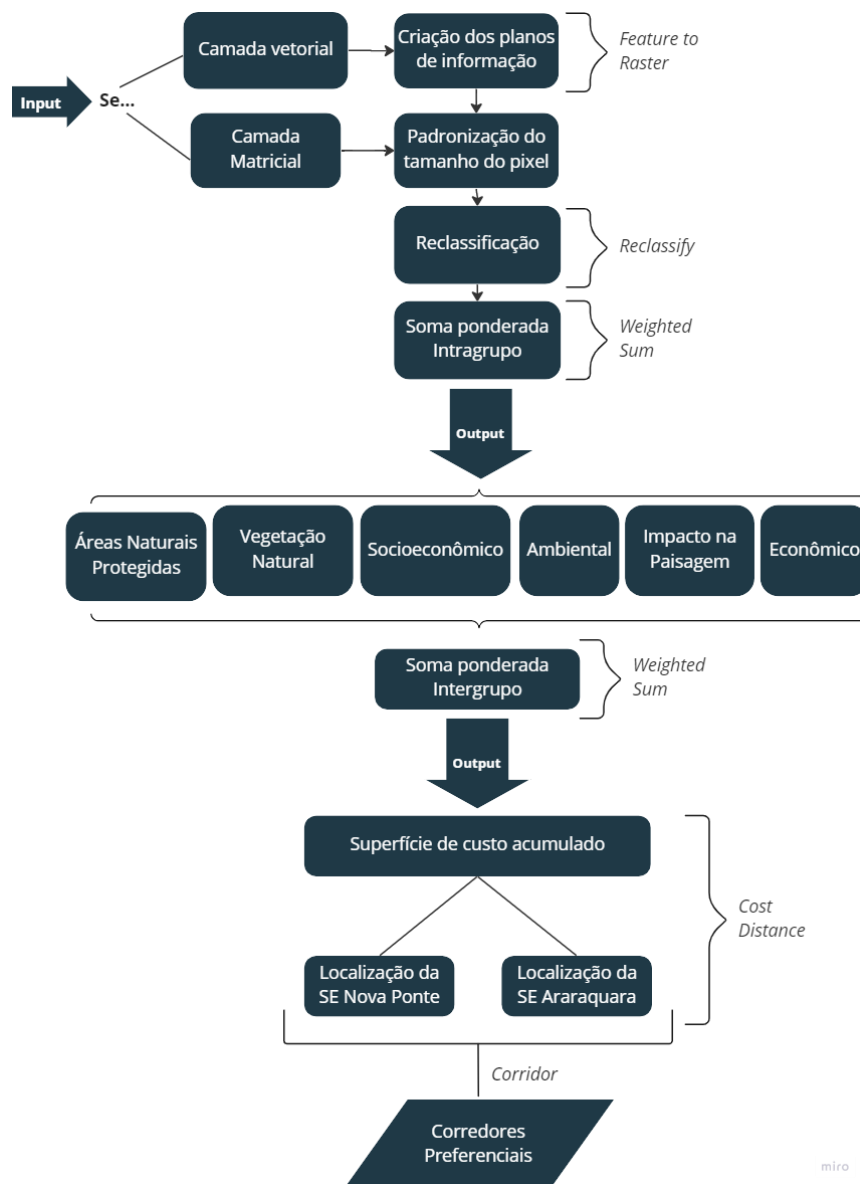 Camada vetorial
Criação dos planos
de informação
Feature to
Raster
Input
Se...
Camada
Matricial
Padronização do
tamanho do pixel
Reclassificação
Reclassify
Soma ponderada
Intragrupo
Weighted
Sum
Output
Áreas Naturais
Protegidas
Vegetação
Natural
Socioeconômico
Ambiental
Impacto na
Paisagem
Econômico
Soma ponderada
Intergrupo
Weighted
Sum
Output
Superfície de custo acumulado
Cost
Distance
Localização da
SE Nova Ponte
Localização da
SE Araraquara
Corridor
Corredores
Preferenciais
miro